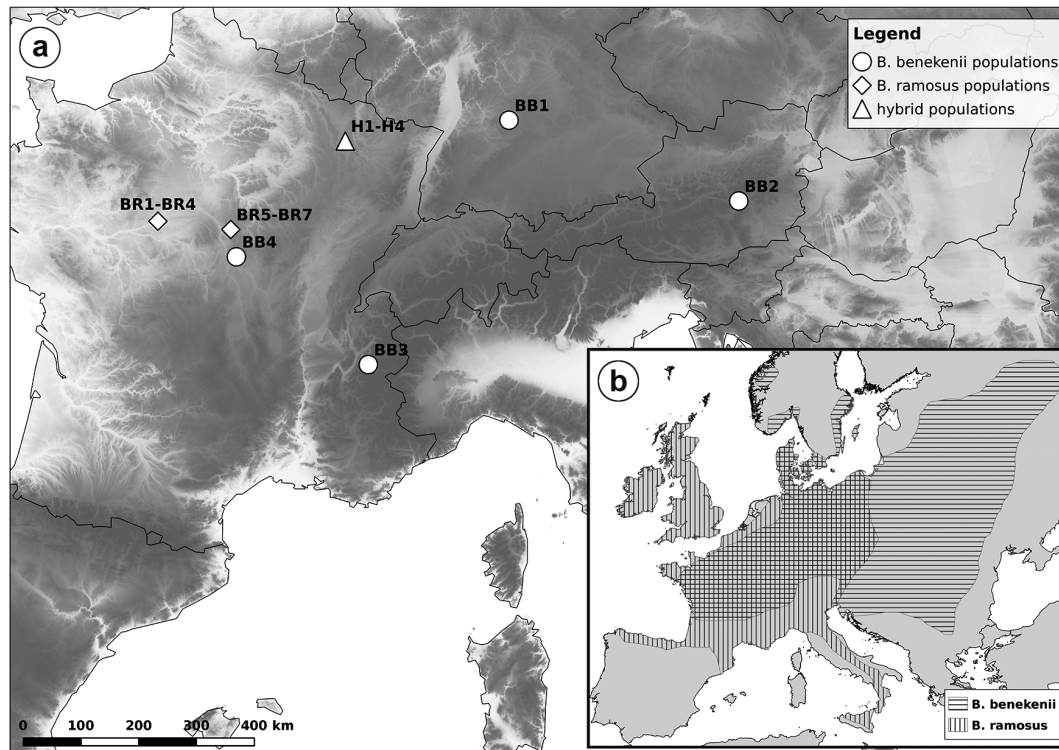 a
Legend
B. benekenii populations
B. ramosus populations
hybrid populations
BB1
H1-H4
BB2
BR1-BR4
BR5-BR7
BB4
BB3
b
0 100 200 300 400 km
B. benekenii
B. ramosus